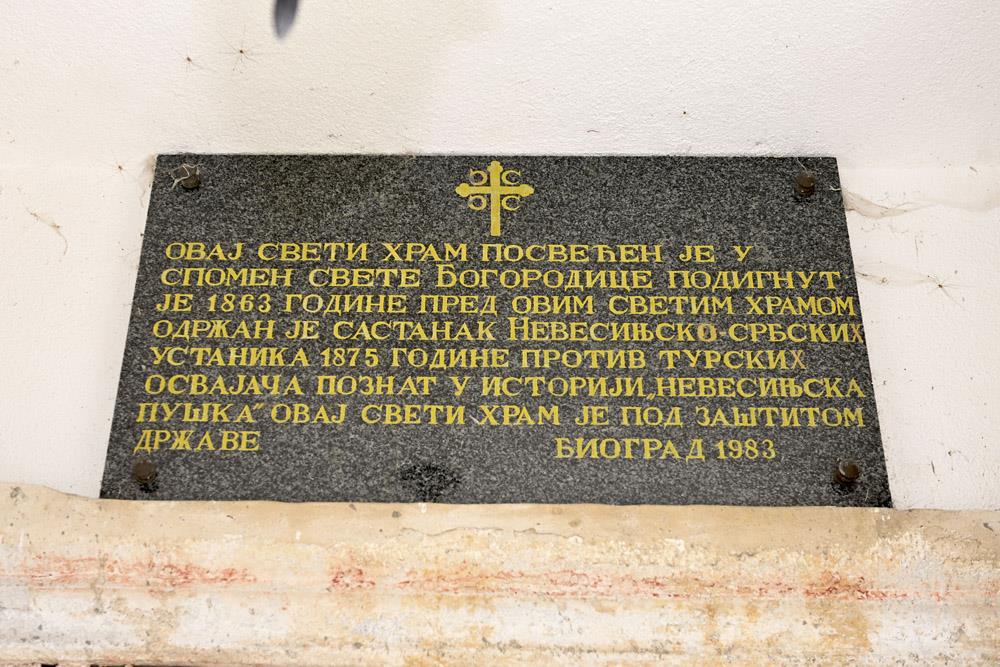 ОВАЈ СВЕТИ ХРАМ ПОСВЕЋЕН ЈЕ У
СПОМЕН СВЕТЕ БОГОРОДИЦЕ ПОДИГНУТ
ЈЕ 1863 ГОДИНЕ ПРЕД ОВИМ СВЕТИМ ХРАМОМ
ОДРЖАН ЈЕ САСТАНАК НЕВЕСИЊСКО-СРБСКИХ
УСТАНИКА 1875 ГОДИНЕ ПРОТИВ ТУРСКИХ
ОСВАЈАЧА ПОЗНАТ У ИСТОРИЈИ „НЕВЕСИЊСКА
ПУШКА” ОВАЈ СВЕТИ ХРАМ ЈЕ ПОД ЗАШТИТОМ
ДРЖАВЕ БИОГРАД 1983